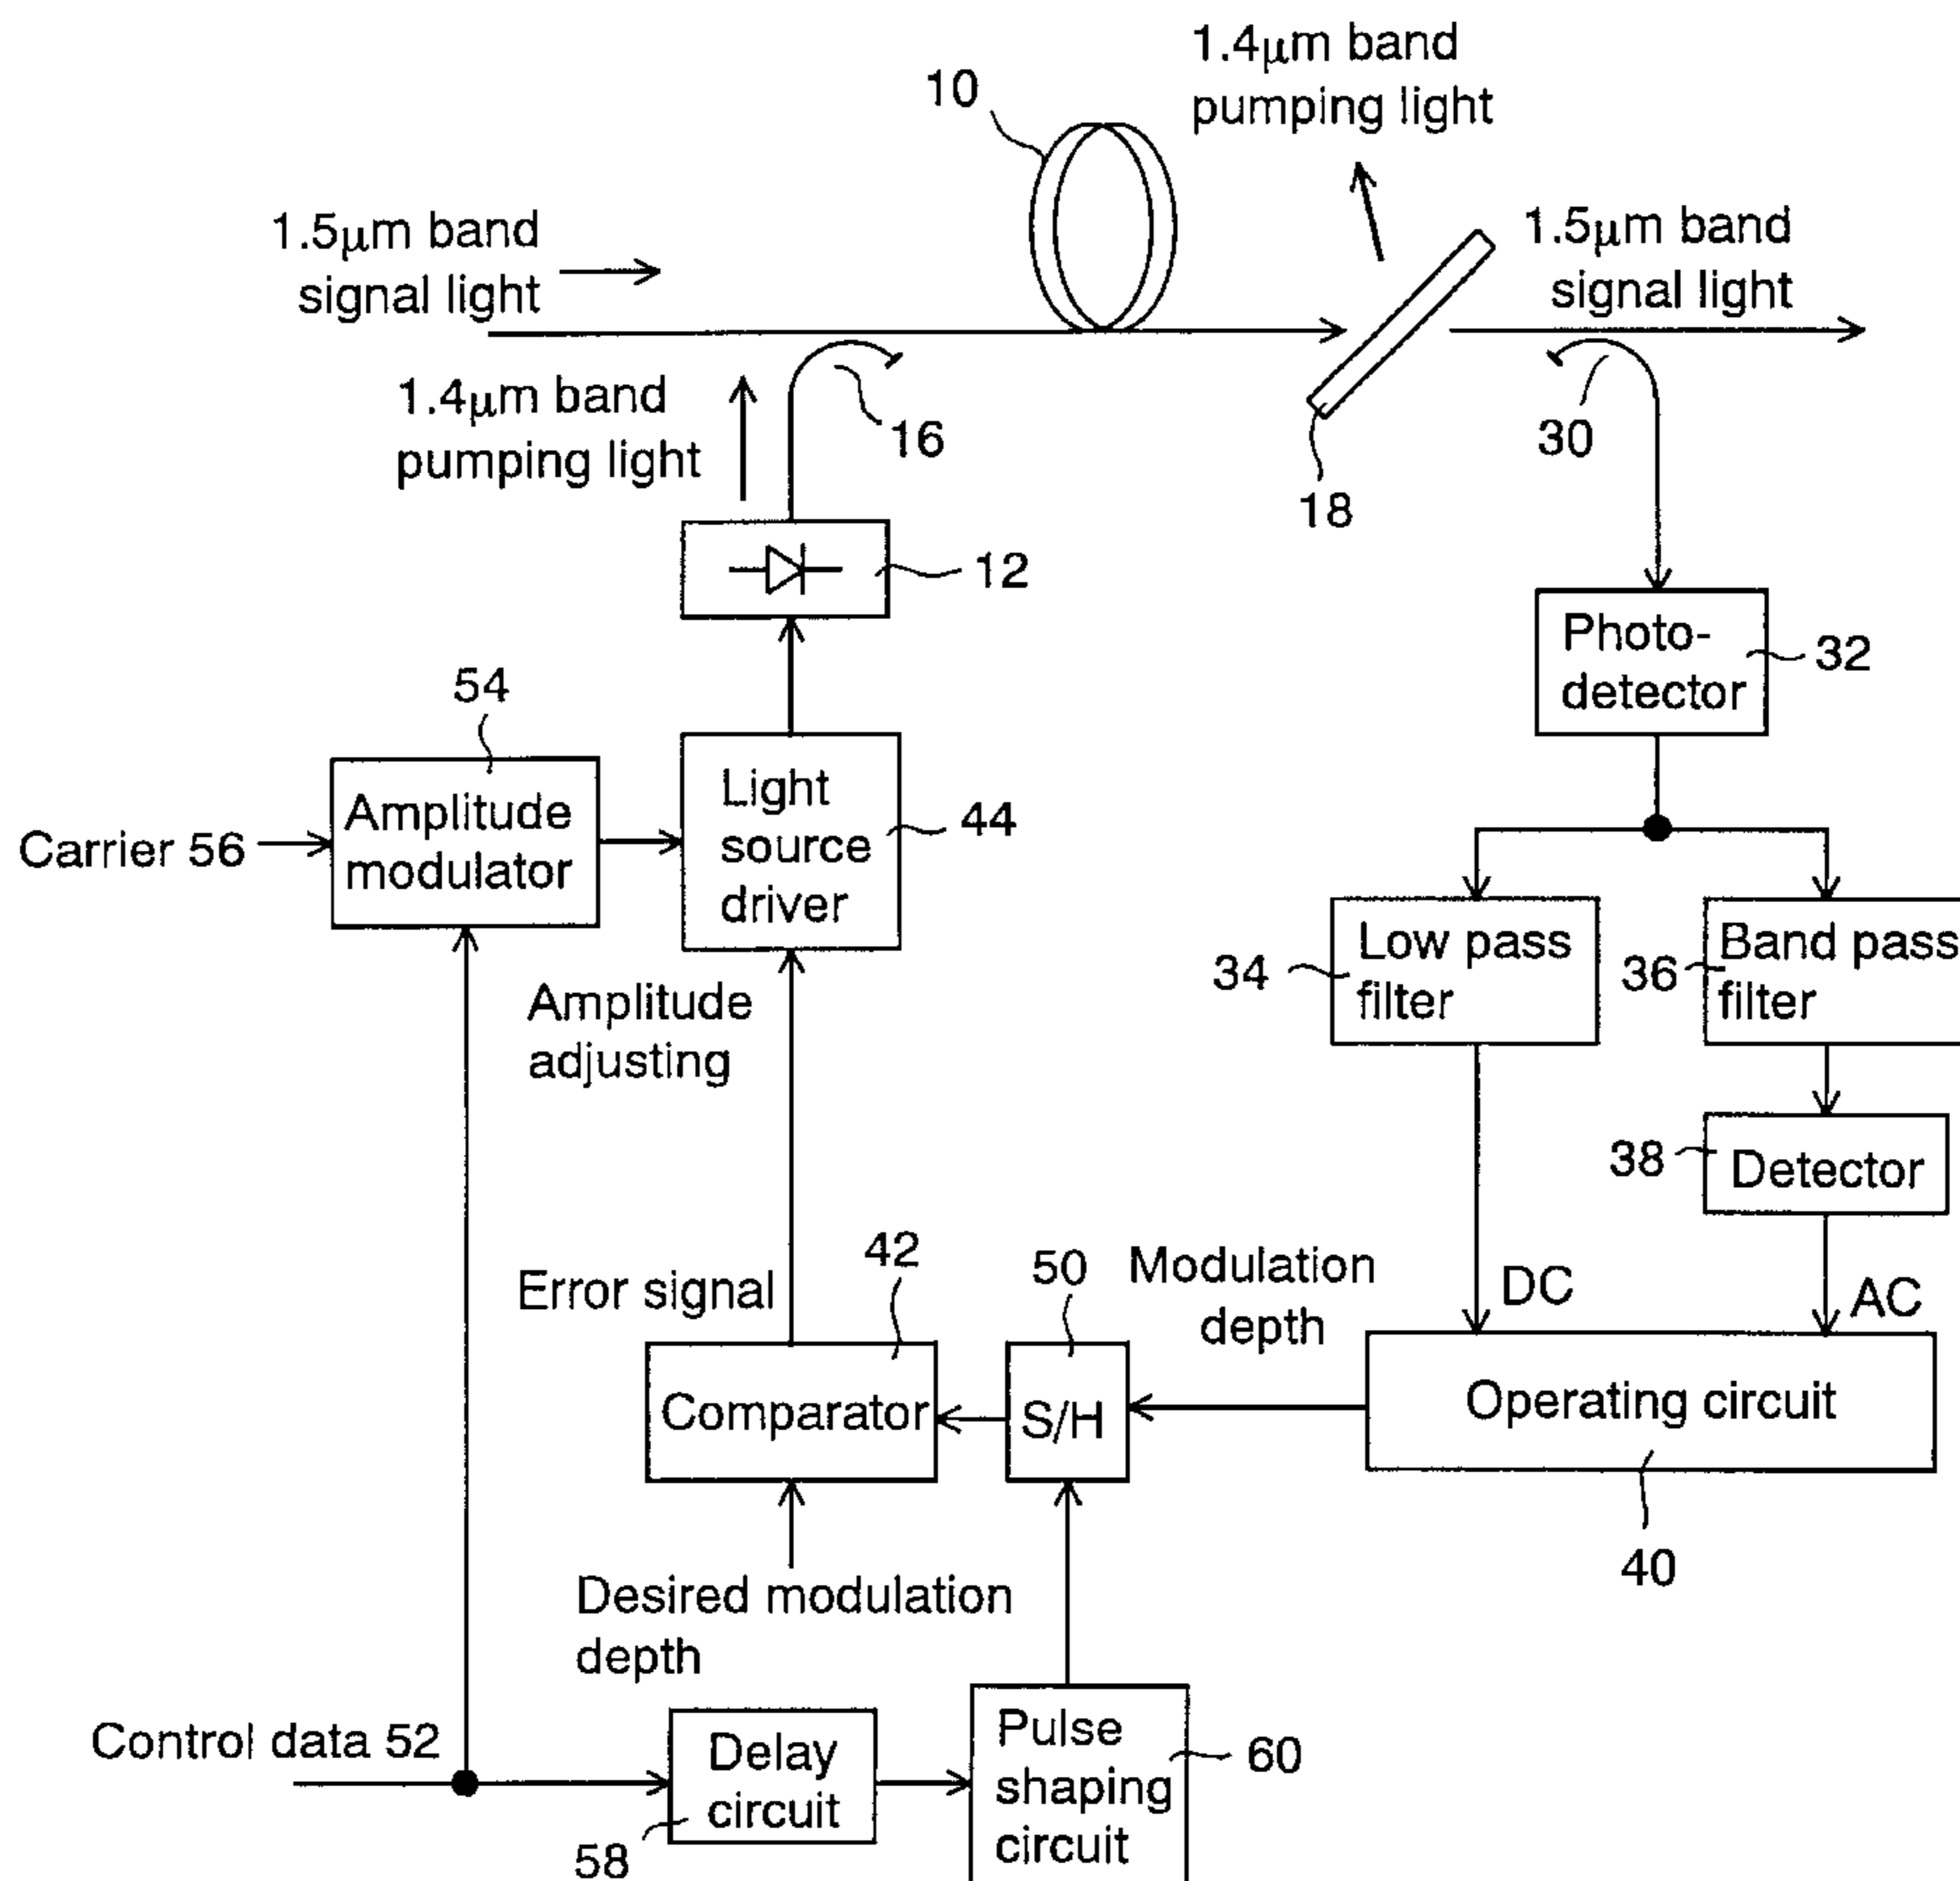 1.4μm band
pumping light
10
1.5μm band
signal light
1.5μm band
signal light
1.4μm band
pumping light
16
30
18
12
Photo-
detector
32
54
Amplitude
modulator
Carrier 56
Light
source
driver
44
Low pass
filter
34
Band pass
filter
36
Amplitude
adjusting
38
Detector
42
50
Modulation
depth
Error signal
DC
AC
Comparator
S/H
Operating circuit
40
Desired modulation
depth
Control data 52
Delay
circuit
58
Pulse
shaping
circuit
60